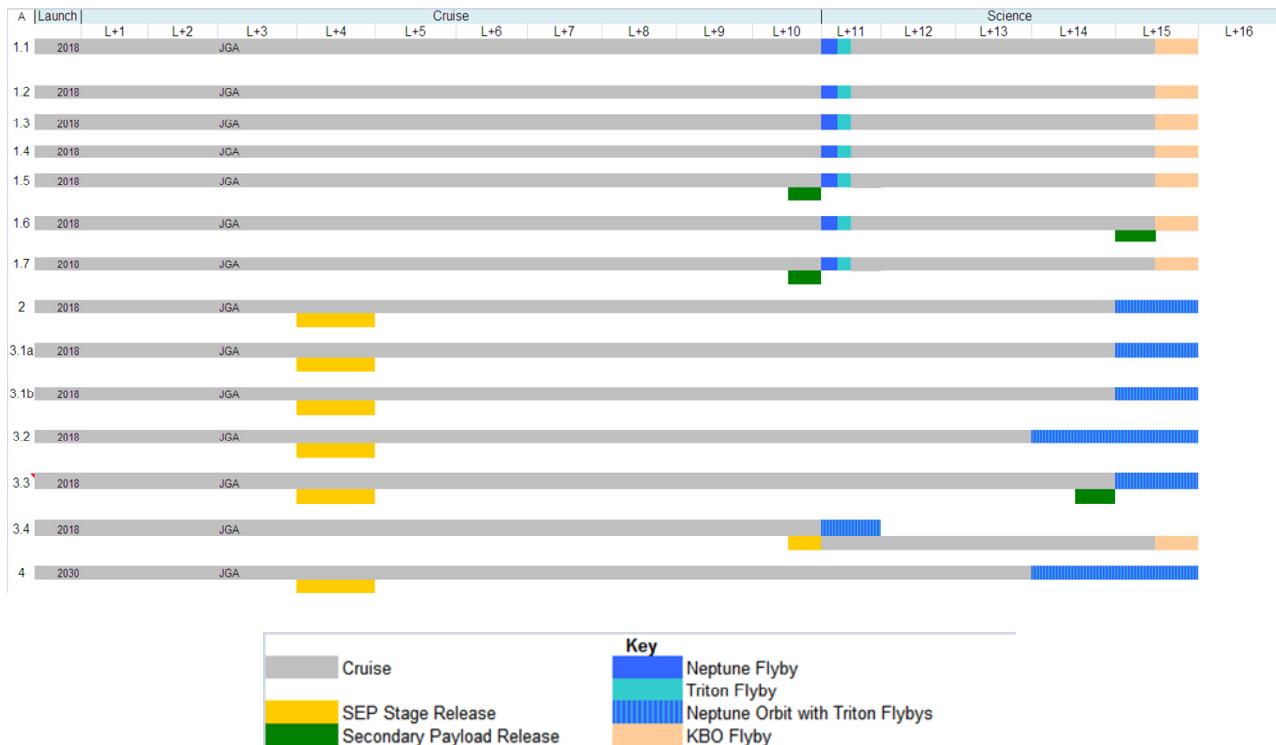 A Launch Cruise Science
L+1 L+2 L+3 L+4 L+5 L+6 L+7 L+8 L+9 L+10 L+11 L+12 L+13 L+14 L+15 L+16
1.1 2018 JGA
1.2 2018 JGA
1.3 2018 JGA
1.4 2018 JGA
1.5 2018 JGA
1.6 2018 JGA
1.7 2018 JGA
2 2018 JGA
3.1a 2018 JGA
3.1b 2018 JGA
3.2 2018 JGA
3.3 2018 JGA
3.4 2018 JGA
4 2030 JGA
Key
Cruise Neptune Flyby
Triton Flyby
SEP Stage Release Neptune Orbit with Triton Flybys
Secondary Payload Release KBO Flyby